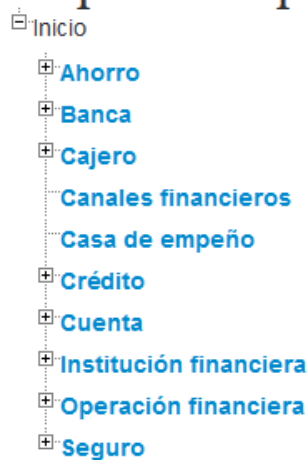 Inicio
Ahorro
Banca
Cajero
Canales financieros
Casa de empeño
Crédito
Cuenta
Institución financiera
Operación financiera
Seguro